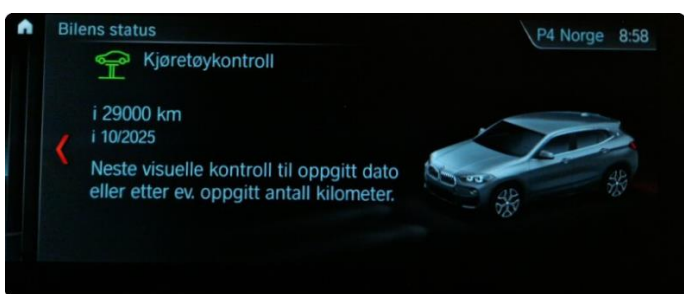 Bilens status
P4 Norge 8:58
Kjøretøykontroll
i 29000 km
i 10/2025
Neste visuelle kontroll til oppgitt dato
eller etter ev. oppgitt antall kilometer.